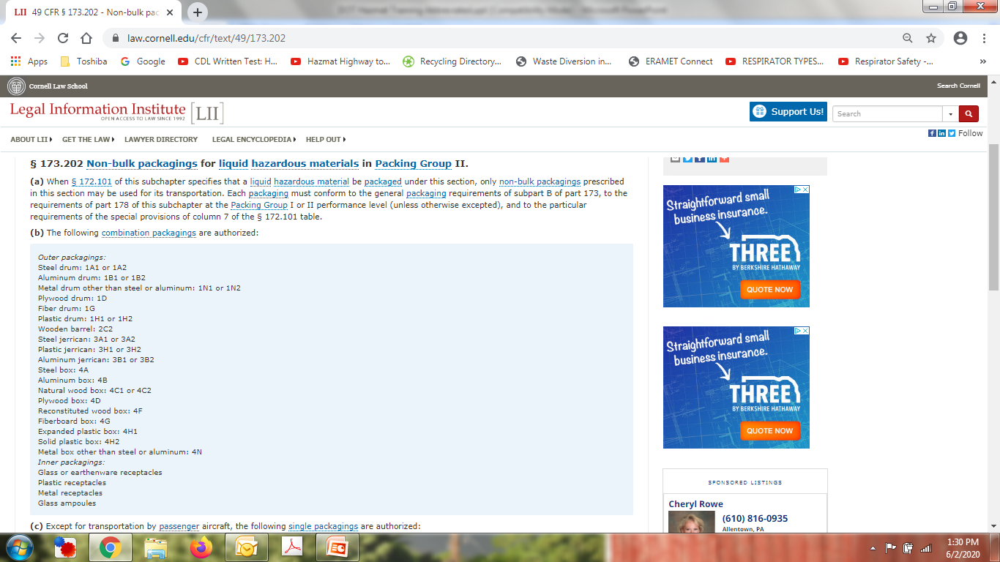 DOT Hazmat Training Abbreviated.ppt [Compatibility Mode] - Microsoft PowerPoint
LII 49 CFR § 173.202 - Non-bulk pac
law.cornell.edu/cfr/text/49/173.202
Apps Toshiba Google CDL Written Test: H... Hazmat Highway to... Recycling Directory... Waste Diversion in... ERAMET Connect RESPIRATOR TYPES... Respirator Safety -... »
Cornell Law School Search Cornell
Legal Information Institute [LII]
OPEN ACCESS TO LAW SINCE 1992
Support Us! Search
ABOUT LII GET THE LAW LAWYER DIRECTORY LEGAL ENCYCLOPEDIA HELP OUT Follow
§ 173.202 Non-bulk packagings for liquid hazardous materials in Packing Group II.
(a) When § 172.101 of this subchapter specifies that a liquid hazardous material be packaged under this section, only non-bulk packagings prescribed
in this section may be used for its transportation. Each packaging must conform to the general packaging requirements of subpart B of part 173, to the
requirements of part 178 of this subchapter at the Packing Group I or II performance level (unless otherwise excepted), and to the particular
requirements of the special provisions of column 7 of the § 172.101 table.
(b) The following combination packagings are authorized:
Outer packagings:
Steel drum: 1A1 or 1A2
Aluminum drum: 1B1 or 1B2
Metal drum other than steel or aluminum: 1N1 or 1N2
Plywood drum: 1D
Fiber drum: 1G
Plastic drum: 1H1 or 1H2
Wooden barrel: 2C2
Steel jerrican: 3A1 or 3A2
Plastic jerrican: 3H1 or 3H2
Aluminum jerrican: 3B1 or 3B2
Steel box: 4A
Aluminum box: 4B
Natural wood box: 4C1 or 4C2
Plywood box: 4D
Reconstituted wood box: 4F
Fiberboard box: 4G
Expanded plastic box: 4H1
Solid plastic box: 4H2
Metal box other than steel or aluminum: 4N
Inner packagings:
Glass or earthenware receptacles
Plastic receptacles
Metal receptacles
Glass ampoules
(c) Except for transportation by passenger aircraft, the following single packagings are authorized:
Straightforward small
business insurance.
THREE
BY BERKSHIRE HATHAWAY
QUOTE NOW
Straightforward small
business insurance.
THREE
BY BERKSHIRE HATHAWAY
QUOTE NOW
SPONSORED LISTINGS
Cheryl Rowe
(610) 816-0935
Allentown, PA
1:30 PM
6/2/2020